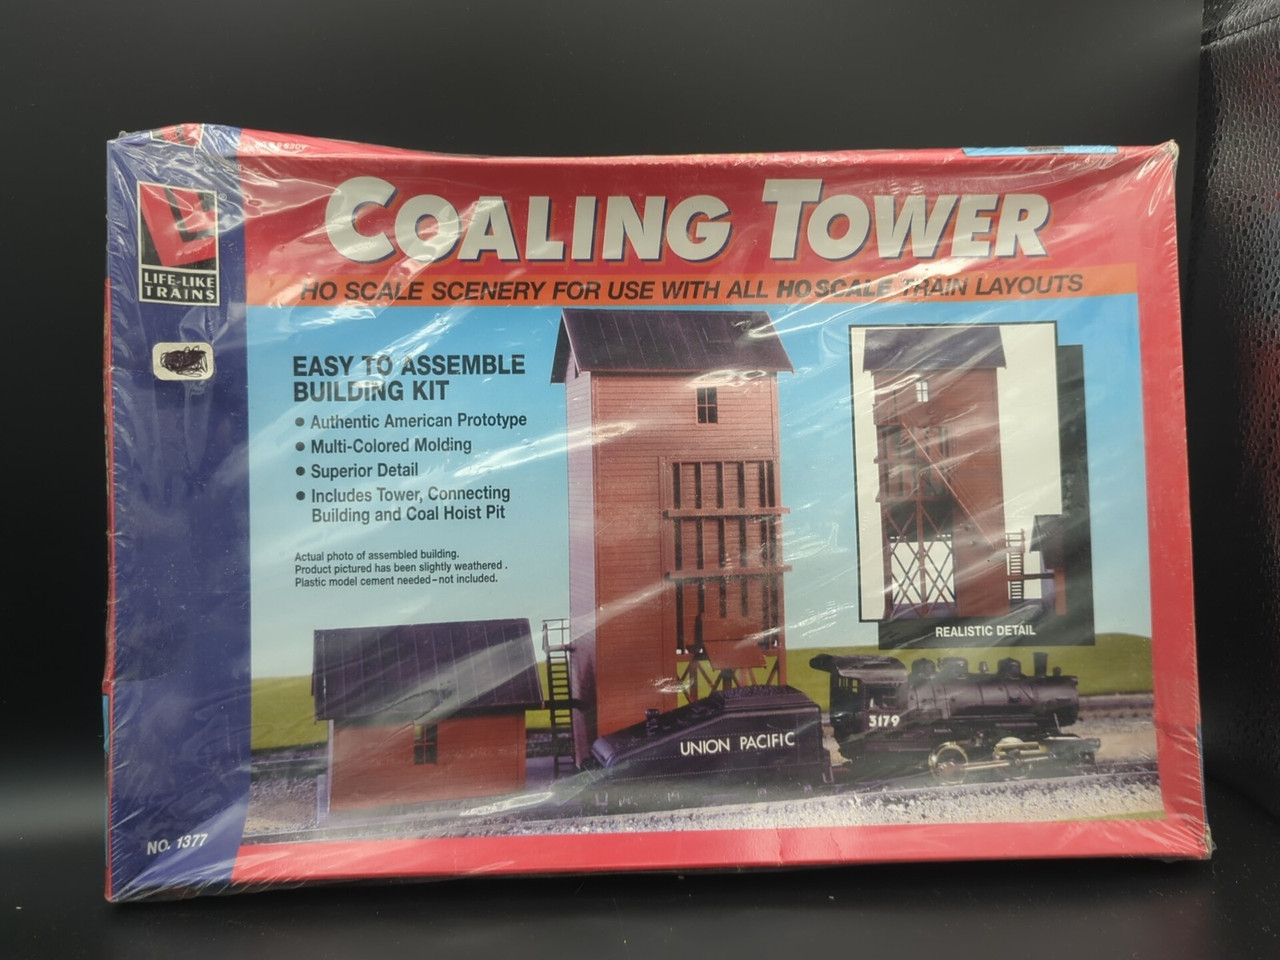 COALING TOWER
HO SCALE SCENERY FOR USE WITH ALL HO SCALE TRAIN LAYOUTS
LIFE-LIKE
TRAINS
EASY TO ASSEMBLE
BUILDING KIT
• Authentic American Prototype
• Multi-Colored Molding
• Superior Detail
• Includes Tower, Connecting
Building and Coal Hoist Pit
Actual photo of assembled building.
Product pictured has been slightly weathered.
Plastic model cement needed–not included.
REALISTIC DETAIL
3179
UNION PACIFIC
NO. 1377